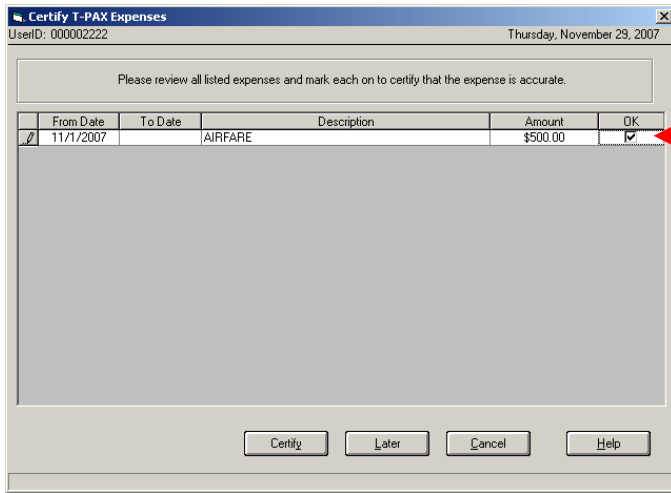 Certify T-PAX Expenses
UserID: 000002222 Thursday, November 29, 2007
Please review all listed expenses and mark each on to certify that the expense is accurate.
From Date To Date Description Amount OK
11/1/2007 AIRFARE $500.00
Certify Later Cancel Help